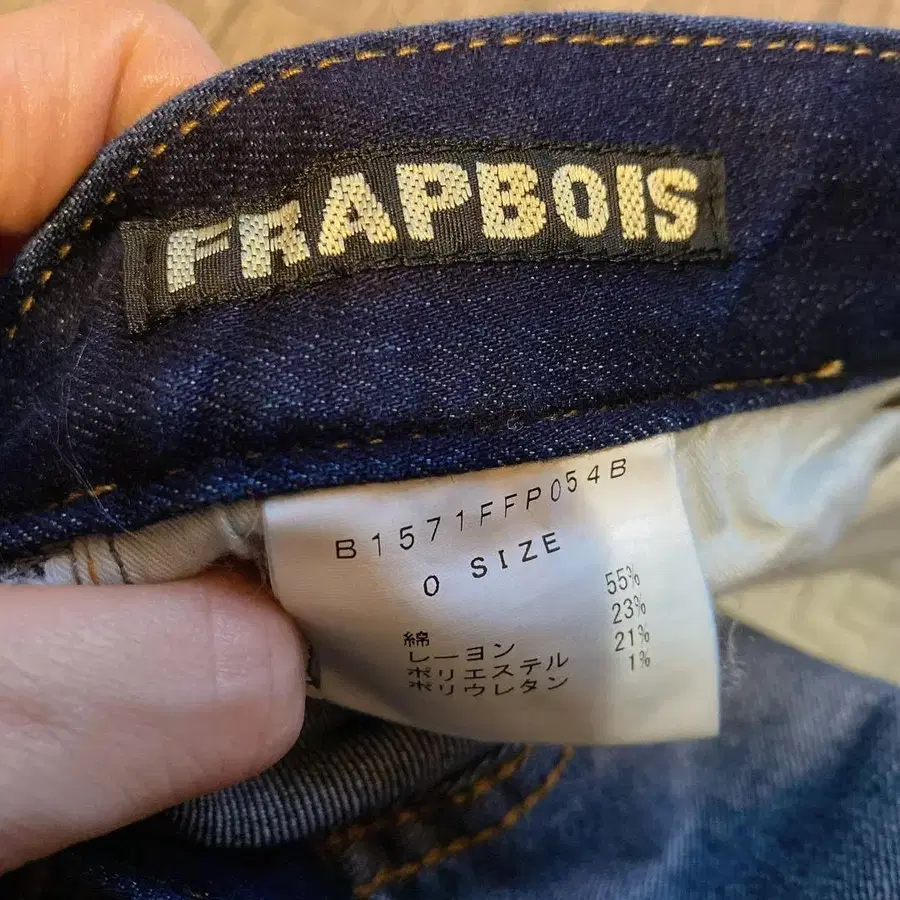 FRAPBOIS
B1571FFP054B
0 SIZE
綿 55%
レーヨン 23%
ポリエステル 21%
ポリウレタン 1%